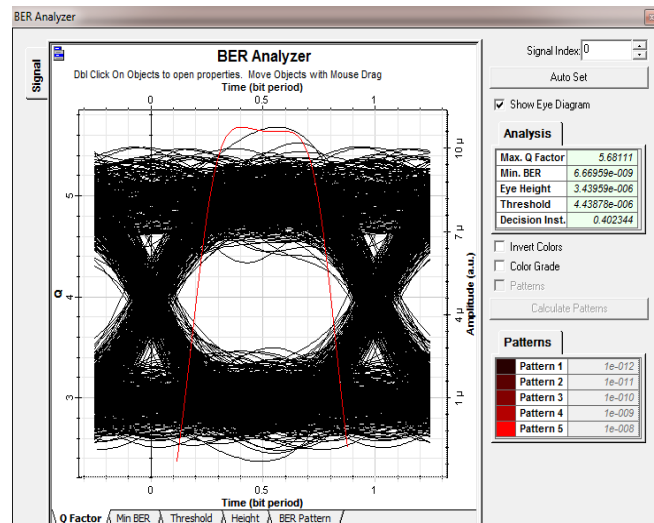 BER Analyzer
Signal
BER Analyzer
Dbl Click On Objects to open properties. Move Objects with Mouse Drag
Time (bit period)
0 0.5 1
Q
5
4
3
10 µ
7 µ
4 µ
1 µ
Amplitude (a.u.)
0 0.5 1
Time (bit period)
Q Factor Min BER Threshold Height BER Pattern
Signal Index: 0
Auto Set
Show Eye Diagram
Analysis
Max. Q Factor 5.68111
Min. BER 6.66959e-009
Eye Height 3.43959e-006
Threshold 4.43878e-006
Decision Inst. 0.402344
Invert Colors
Color Grade
Patterns
Calculate Patterns
Patterns
Pattern 1 1e-012
Pattern 2 1e-011
Pattern 3 1e-010
Pattern 4 1e-009
Pattern 5 1e-008